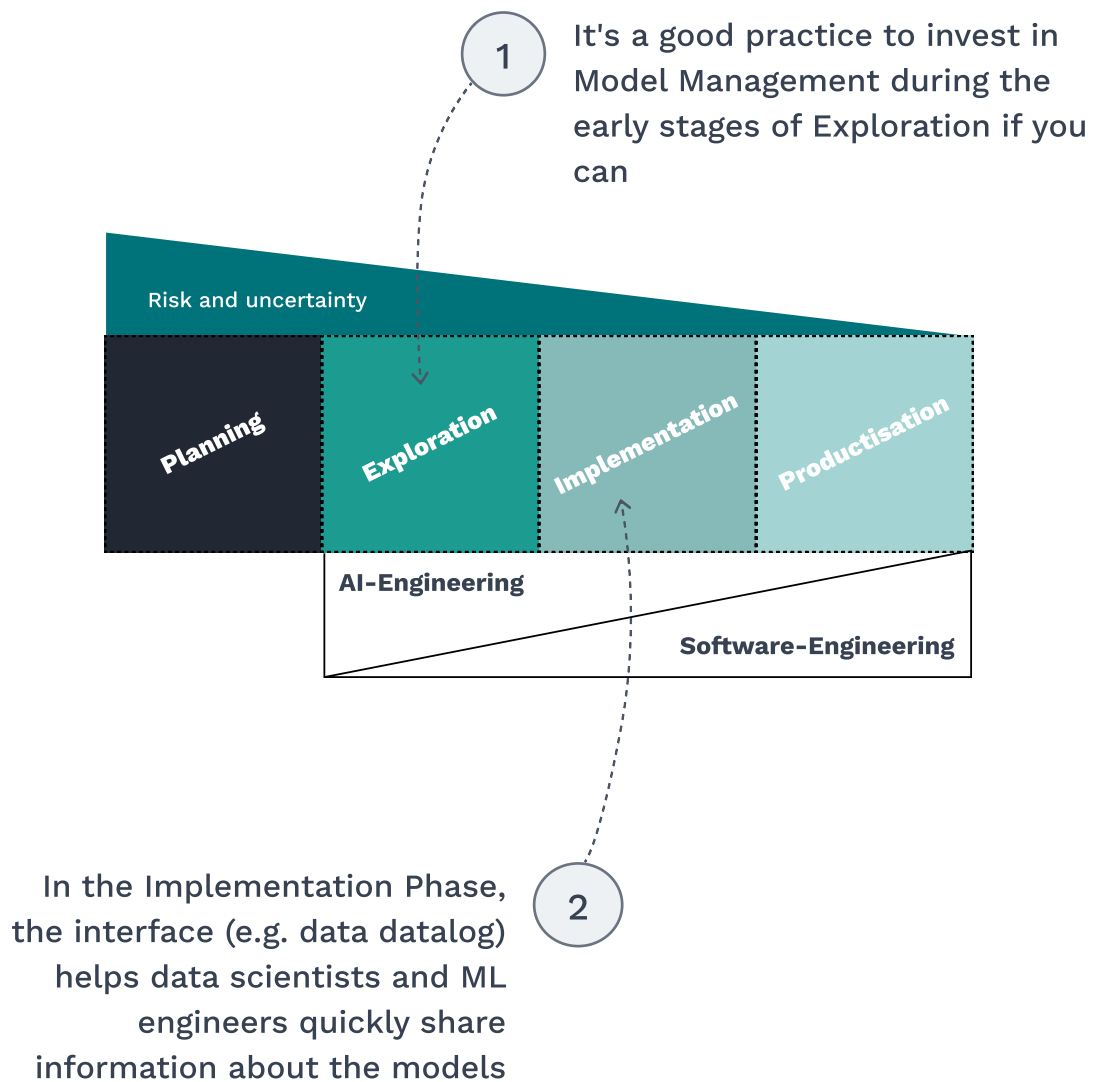 1
It's a good practice to invest in
Model Management during the
early stages of Exploration if you
can
Risk and uncertainty
Planning
Exploration
Implementation
Productisation
AI-Engineering
Software-Engineering
2
In the Implementation Phase,
the interface (e.g. data datalog)
helps data scientists and ML
engineers quickly share
information about the models